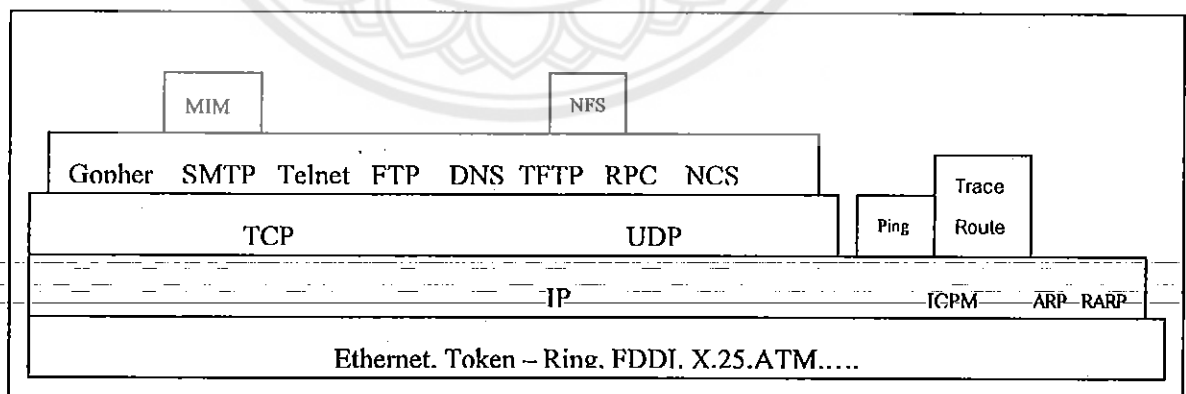 MIM NFS
Gopher SMTP Telnet FTP DNS TFTP RPC NCS
Trace
Route
Ping
TCP UDP
IP ICPM ARP RARP
Ethernet. Token – Ring, FDDI, X.25.ATM.....